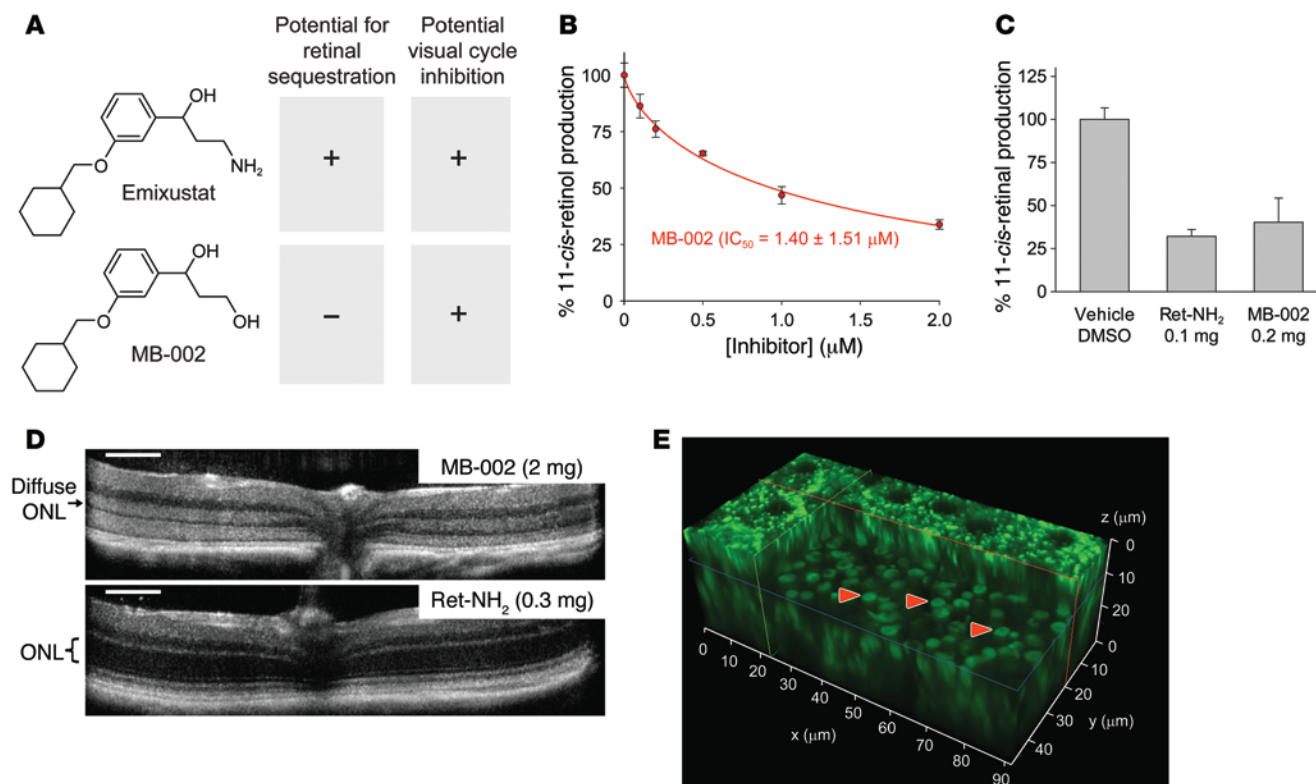 A
Potential for
retinal
sequestration
Potential
visual cycle
inhibition
OH
O
NH₂
Emixustat
+
+
OH
O
OH
MB-002
−
+
B
% 11-cis-retinol production
100
75
50
25
0
MB-002 (IC₅₀ = 1.40 ± 1.51 μM)
0
0.5
1.0
2.0
[Inhibitor] (μM)
C
% 11-cis-retinal production
125
100
75
50
25
0
Vehicle
DMSO
Ret-NH₂
0.1 mg
MB-002
0.2 mg
D
MB-002 (2 mg)
Diffuse
ONL
Ret-NH₂ (0.3 mg)
ONL
E
z (μm)
0
10
20
0
10
20
30
40
y (μm)
0
10
20
30
40
50
60
70
80
90
x (μm)